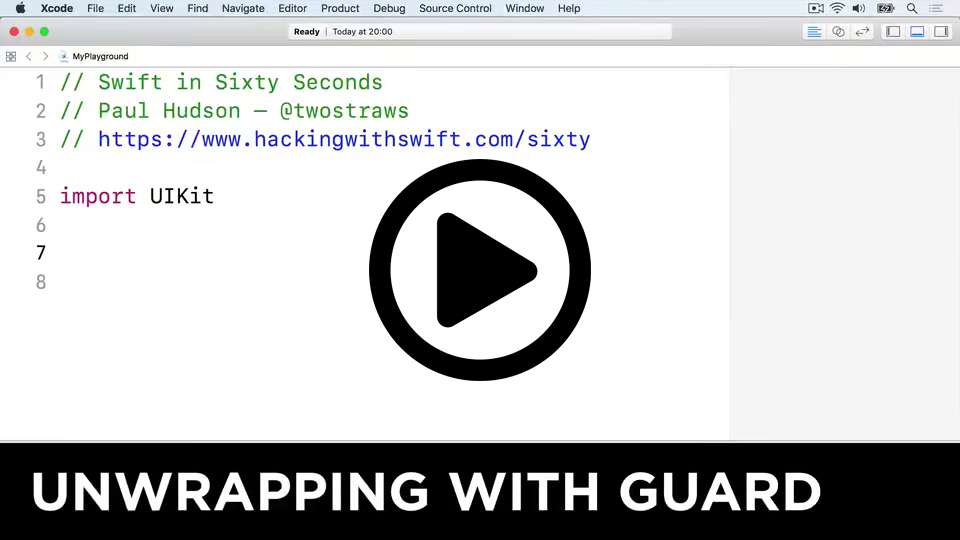 Xcode File Edit View Find Navigate Editor Product Debug Source Control Window Help
Ready | Today at 20:00
MyPlayground
1 // Swift in Sixty Seconds
2 // Paul Hudson — @twostraws
3 // https://www.hackingwithswift.com/sixty
4
5 import UIKit
6
7
8
UNWRAPPING WITH GUARD